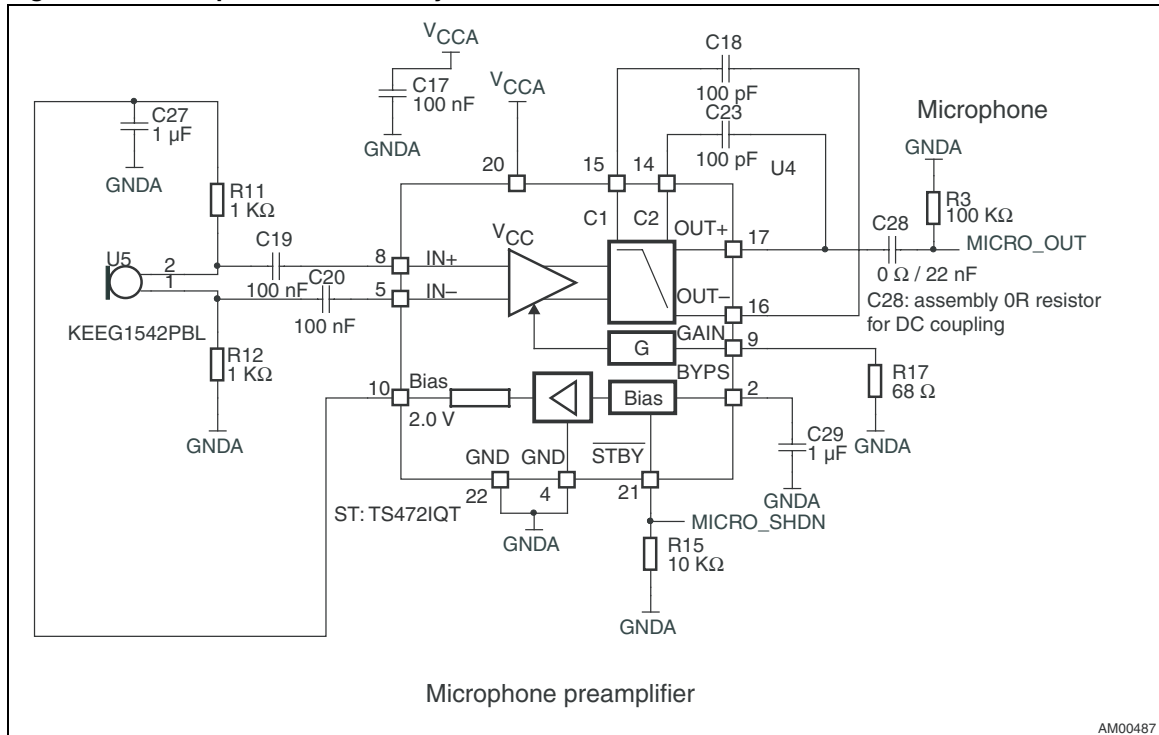 VCCA
C17
100 nF
GNDA
VCCA
C18
100 pF
C23
100 pF
Microphone
C27
1 µF
GNDA
R11
1 KΩ
20
15
14
U4
GNDA
R3
100 KΩ
C1
C2
OUT+
17
C28
MICRO_OUT
0 Ω / 22 nF
C28: assembly 0R resistor
for DC coupling
U5
2
1
C19
100 nF
C20
100 nF
8
IN+
5
IN–
VCC
OUT–
16
KEEG1542PBL
R12
1 KΩ
GNDA
G
GAIN
9
BYPS
R17
68 Ω
GNDA
10
Bias
2.0 V
Bias
2
C29
1 µF
GNDA
GND
GND
STBY
22
4
21
ST: TS472IQT
GNDA
MICRO_SHDN
R15
10 KΩ
GNDA
Microphone preamplifier
AM00487